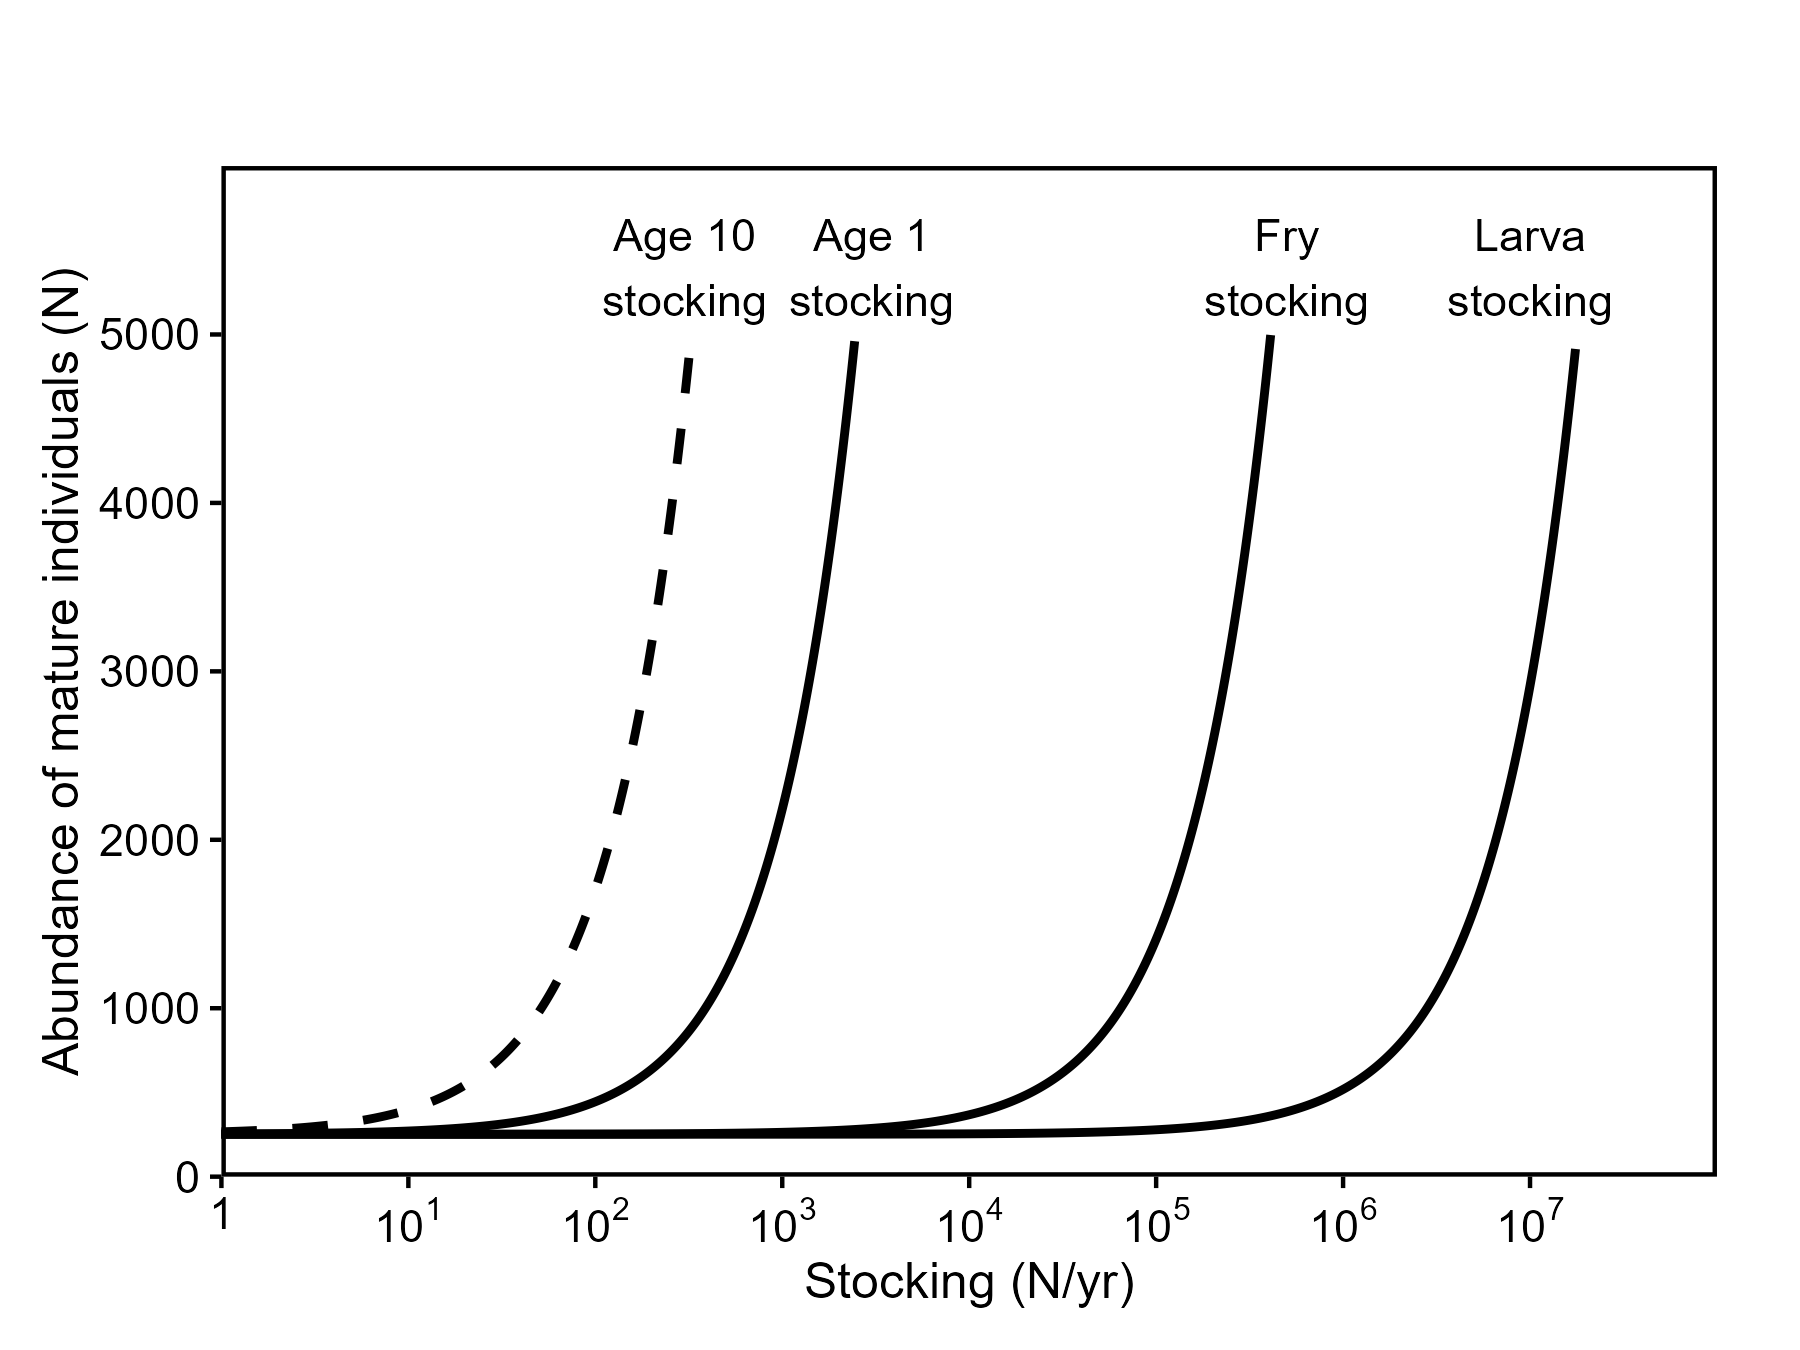 Age 10 stocking
Age 1 stocking
Fry stocking
Larva stocking
Abundance of mature individuals (N)
5000
4000
3000
2000
1000
0
1
10¹
10²
10³
10⁴
10⁵
10⁶
10⁷
Stocking (N/yr)